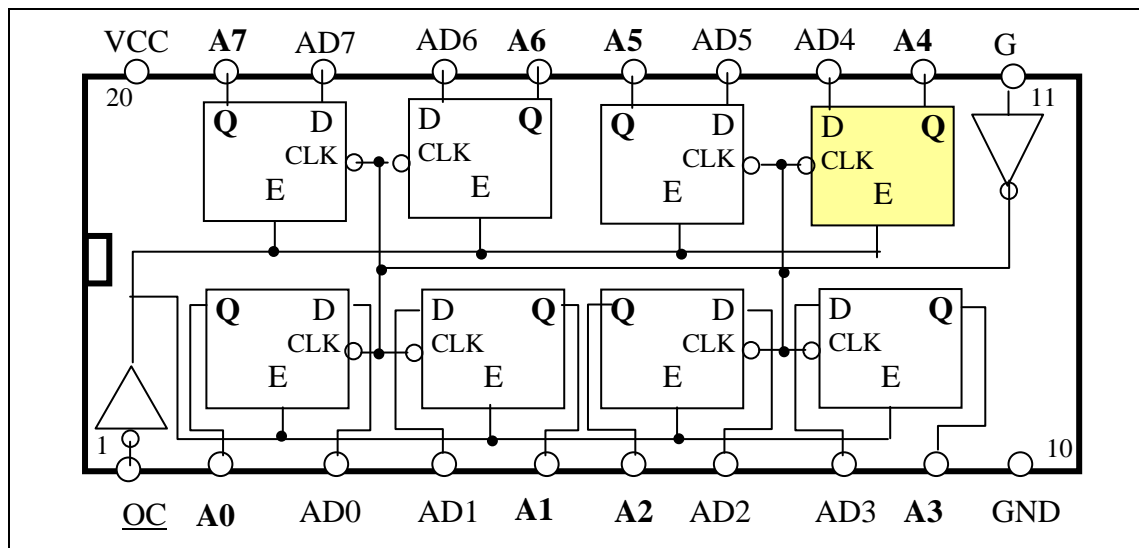 VCC A7 AD7 AD6 A6 A5 AD5 AD4 A4 G
20 11
Q D D Q Q D D Q
CLK CLK CLK CLK
E E E E
Q D D Q Q D D Q
CLK CLK CLK CLK
E E E E
1 10
OC A0 AD0 AD1 A1 A2 AD2 AD3 A3 GND